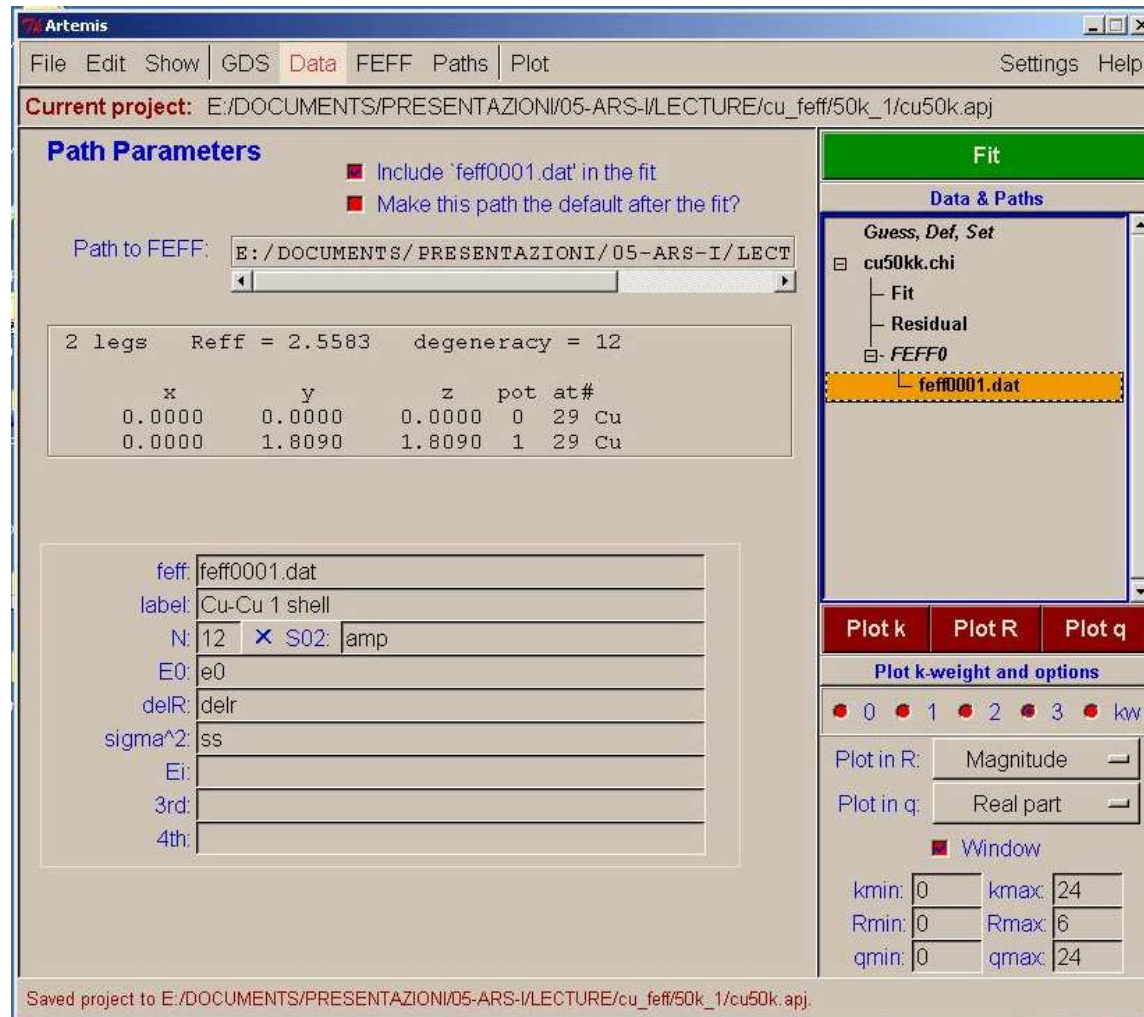 Artemis
File Edit Show GDS Data FEFF Paths Plot Settings Help
Current project: E:/DOCUMENTS/PRESENTAZIONI/05-ARS-I/LECTURE/cu_feff/50k_1/cu50k.apj
Path Parameters
Include `feff0001.dat' in the fit
Make this path the default after the fit?
Path to FEFF: E:/DOCUMENTS/PRESENTAZIONI/05-ARS-I/LECT
2 legs Reff = 2.5583 degeneracy = 12
x y z pot at#
0.0000 0.0000 0.0000 0 29 Cu
0.0000 1.8090 1.8090 1 29 Cu
feff: feff0001.dat
label: Cu-Cu 1 shell
N: 12 × S02: amp
E0: e0
delR: delr
sigma^2: ss
Ei:
3rd:
4th:
Fit
Data & Paths
Guess, Def, Set
cu50kk.chi
Fit
Residual
FEFF0
feff0001.dat
Plot k Plot R Plot q
Plot k-weight and options
0 1 2 3 kw
Plot in R: Magnitude
Plot in q: Real part
Window
kmin: 0 kmax: 24
Rmin: 0 Rmax: 6
qmin: 0 qmax: 24
Saved project to E:/DOCUMENTS/PRESENTAZIONI/05-ARS-I/LECTURE/cu_feff/50k_1/cu50k.apj.